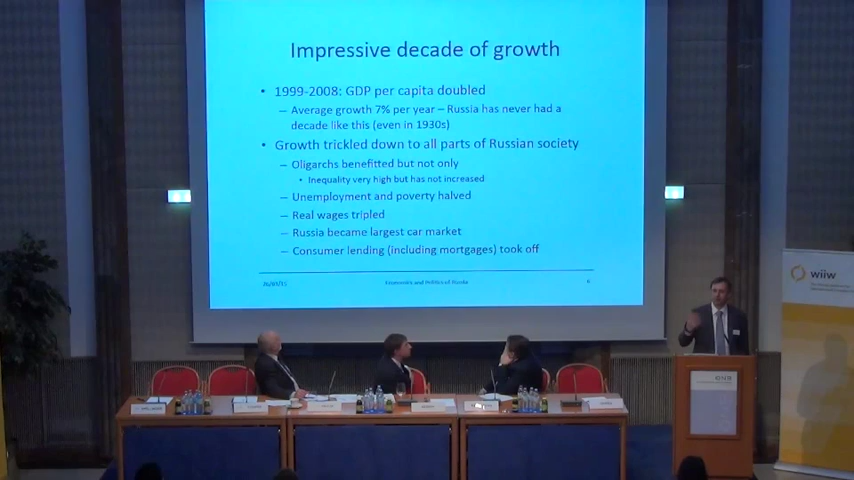 Impressive decade of growth
• 1999-2008: GDP per capita doubled
– Average growth 7% per year – Russia has never had a
decade like this (even in 1930s)
• Growth trickled down to all parts of Russian society
– Oligarchs benefitted but not only
• Inequality very high but has not increased
– Unemployment and poverty halved
– Real wages tripled
– Russia became largest car market
– Consumer lending (including mortgages) took off
Economics and Politics of Russia
6
wiiw